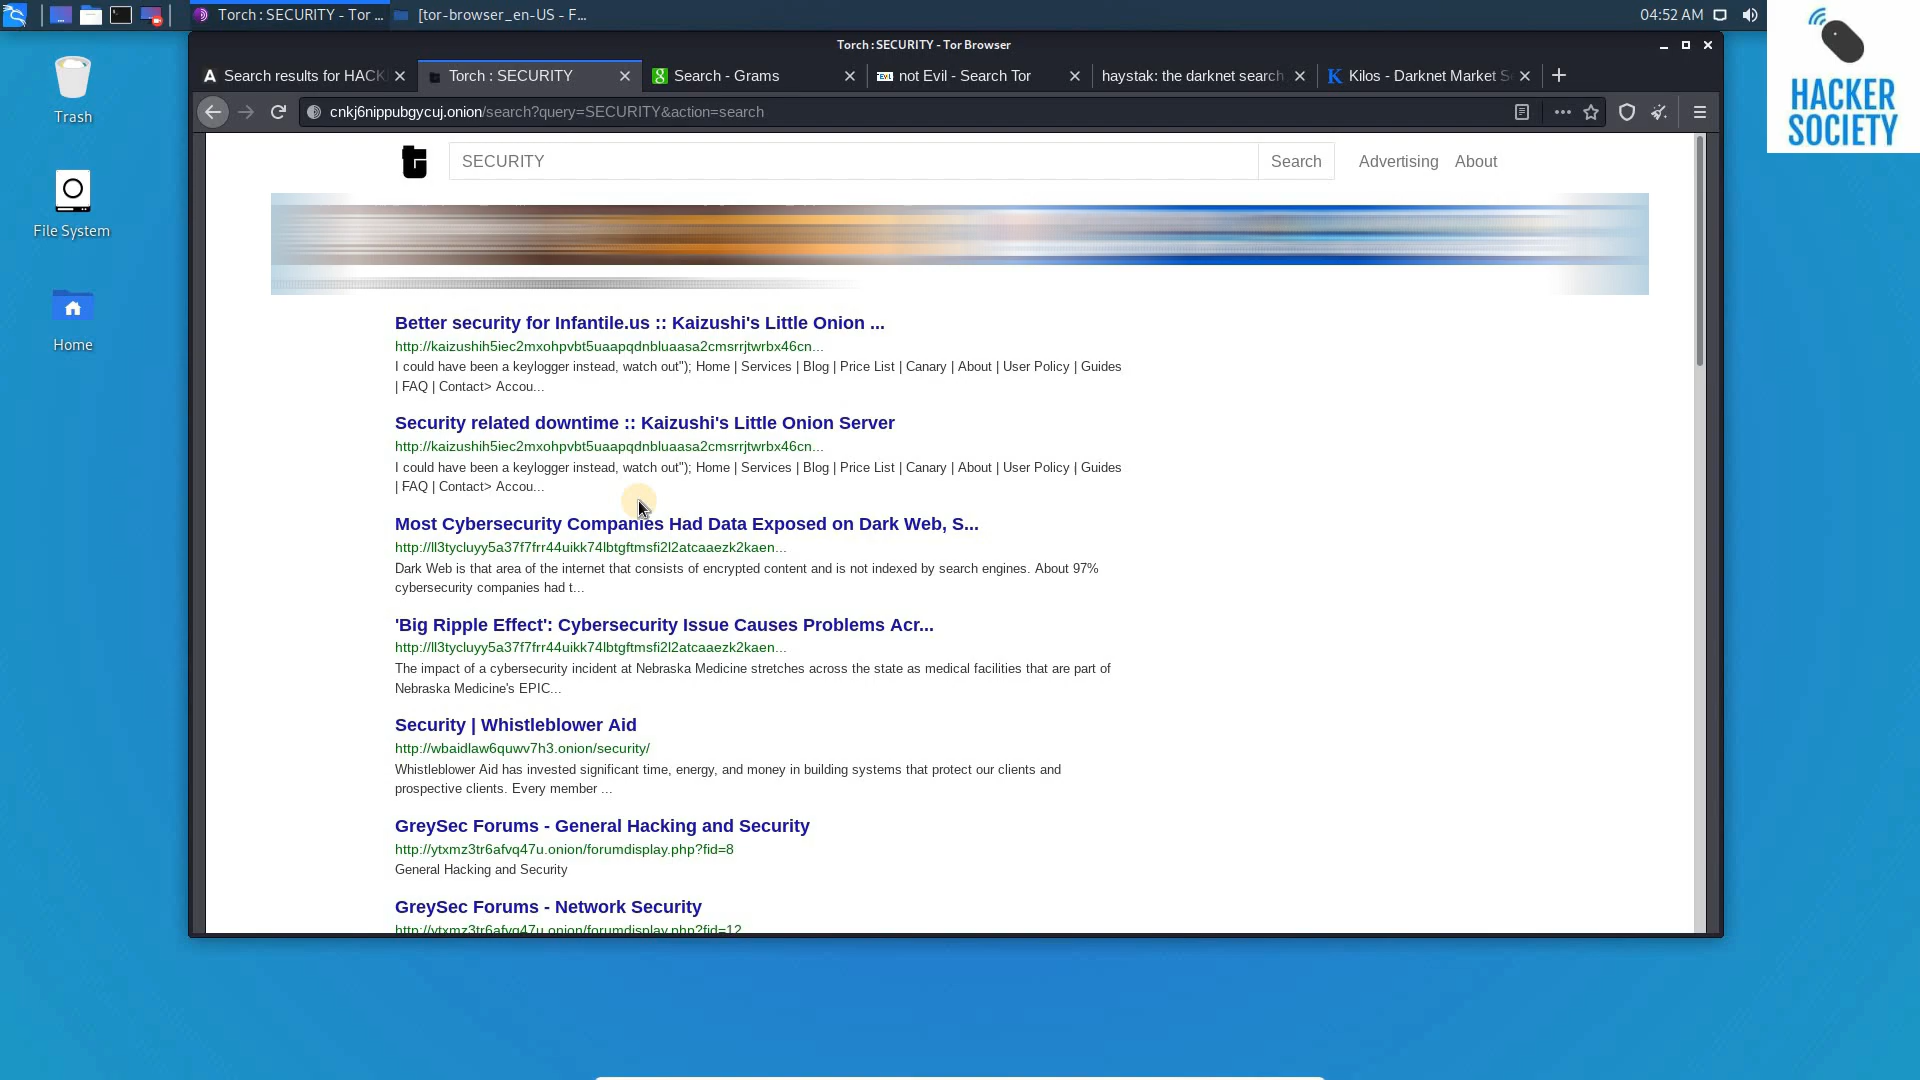 Torch : SECURITY - Tor ...
[tor-browser_en-US - F...
04:52 AM
HACKER
SOCIETY
Trash
File System
Home
Torch : SECURITY - Tor Browser
Search results for HACK
Torch : SECURITY
Search - Grams
not Evil - Search Tor
haystak: the darknet search
Kilos - Darknet Market S
cnkj6nippubgycuj.onion/search?query=SECURITY&action=search
SECURITY
Search
Advertising
About
Better security for Infantile.us :: Kaizushi's Little Onion ...
http://kaizushih5iec2mxohpvbt5uaapqdnbluaasa2cmsrrjtwrbx46cn...
I could have been a keylogger instead, watch out"); Home | Services | Blog | Price List | Canary | About | User Policy | Guides
| FAQ | Contact> Accou...
Security related downtime :: Kaizushi's Little Onion Server
http://kaizushih5iec2mxohpvbt5uaapqdnbluaasa2cmsrrjtwrbx46cn...
I could have been a keylogger instead, watch out"); Home | Services | Blog | Price List | Canary | About | User Policy | Guides
| FAQ | Contact> Accou...
Most Cybersecurity Companies Had Data Exposed on Dark Web, S...
http://ll3tycluyy5a37f7frr44uikk74lbtgftmsfi2l2atcaaezk2kaen...
Dark Web is that area of the internet that consists of encrypted content and is not indexed by search engines. About 97%
cybersecurity companies had t...
'Big Ripple Effect': Cybersecurity Issue Causes Problems Acr...
http://ll3tycluyy5a37f7frr44uikk74lbtgftmsfi2l2atcaaezk2kaen...
The impact of a cybersecurity incident at Nebraska Medicine stretches across the state as medical facilities that are part of
Nebraska Medicine's EPIC...
Security | Whistleblower Aid
http://wbaidlaw6quwv7h3.onion/security/
Whistleblower Aid has invested significant time, energy, and money in building systems that protect our clients and
prospective clients. Every member ...
GreySec Forums - General Hacking and Security
http://ytxmz3tr6afvq47u.onion/forumdisplay.php?fid=8
General Hacking and Security
GreySec Forums - Network Security
http://ytxmz3tr6afvq47u.onion/forumdisplay.php?fid=12